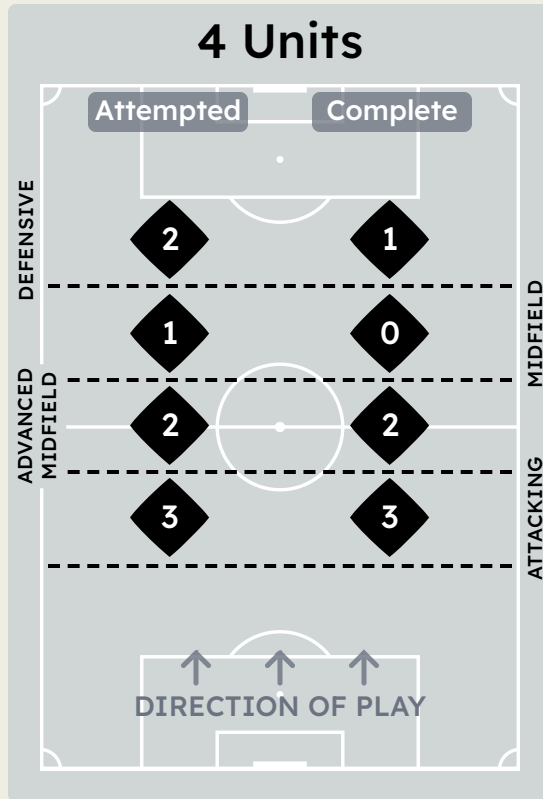 4 Units
Attempted Complete
DEFENSIVE
2 1
MIDFIELD
1 0
ADVANCED
MIDFIELD
2 2
ATTACKING
3 3
DIRECTION OF PLAY